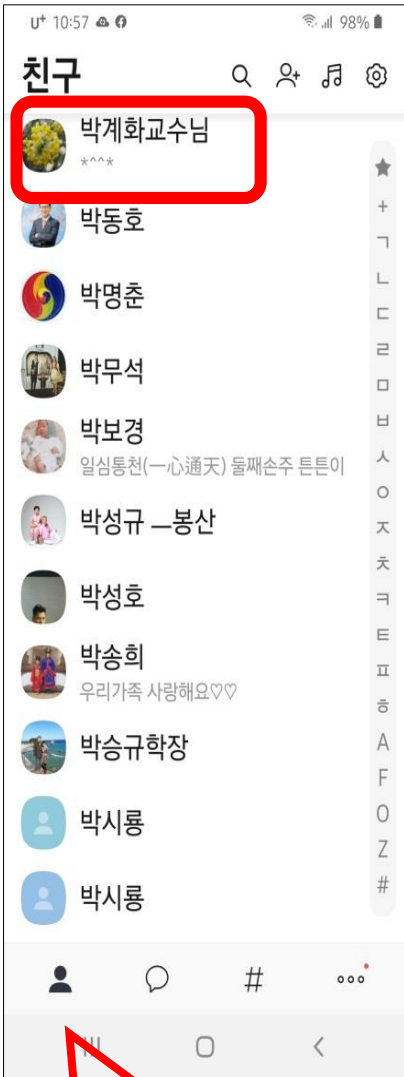 U+ 10:57 98%
친구
박계화교수님
*^^*
박동호
박명춘
박무석
박보경
일심통천(一心通天) 둘째손주 튼튼이
박성규 ―봉산
박성호
박송희
우리가족 사랑해요♡♡
박승규학장
박시룡
박시룡
★
+
ㄱ
ㄴ
ㄷ
ㄹ
ㅁ
ㅂ
ㅅ
ㅇ
ㅈ
ㅊ
ㅋ
ㅌ
ㅍ
ㅎ
A
F
O
Z
#
#